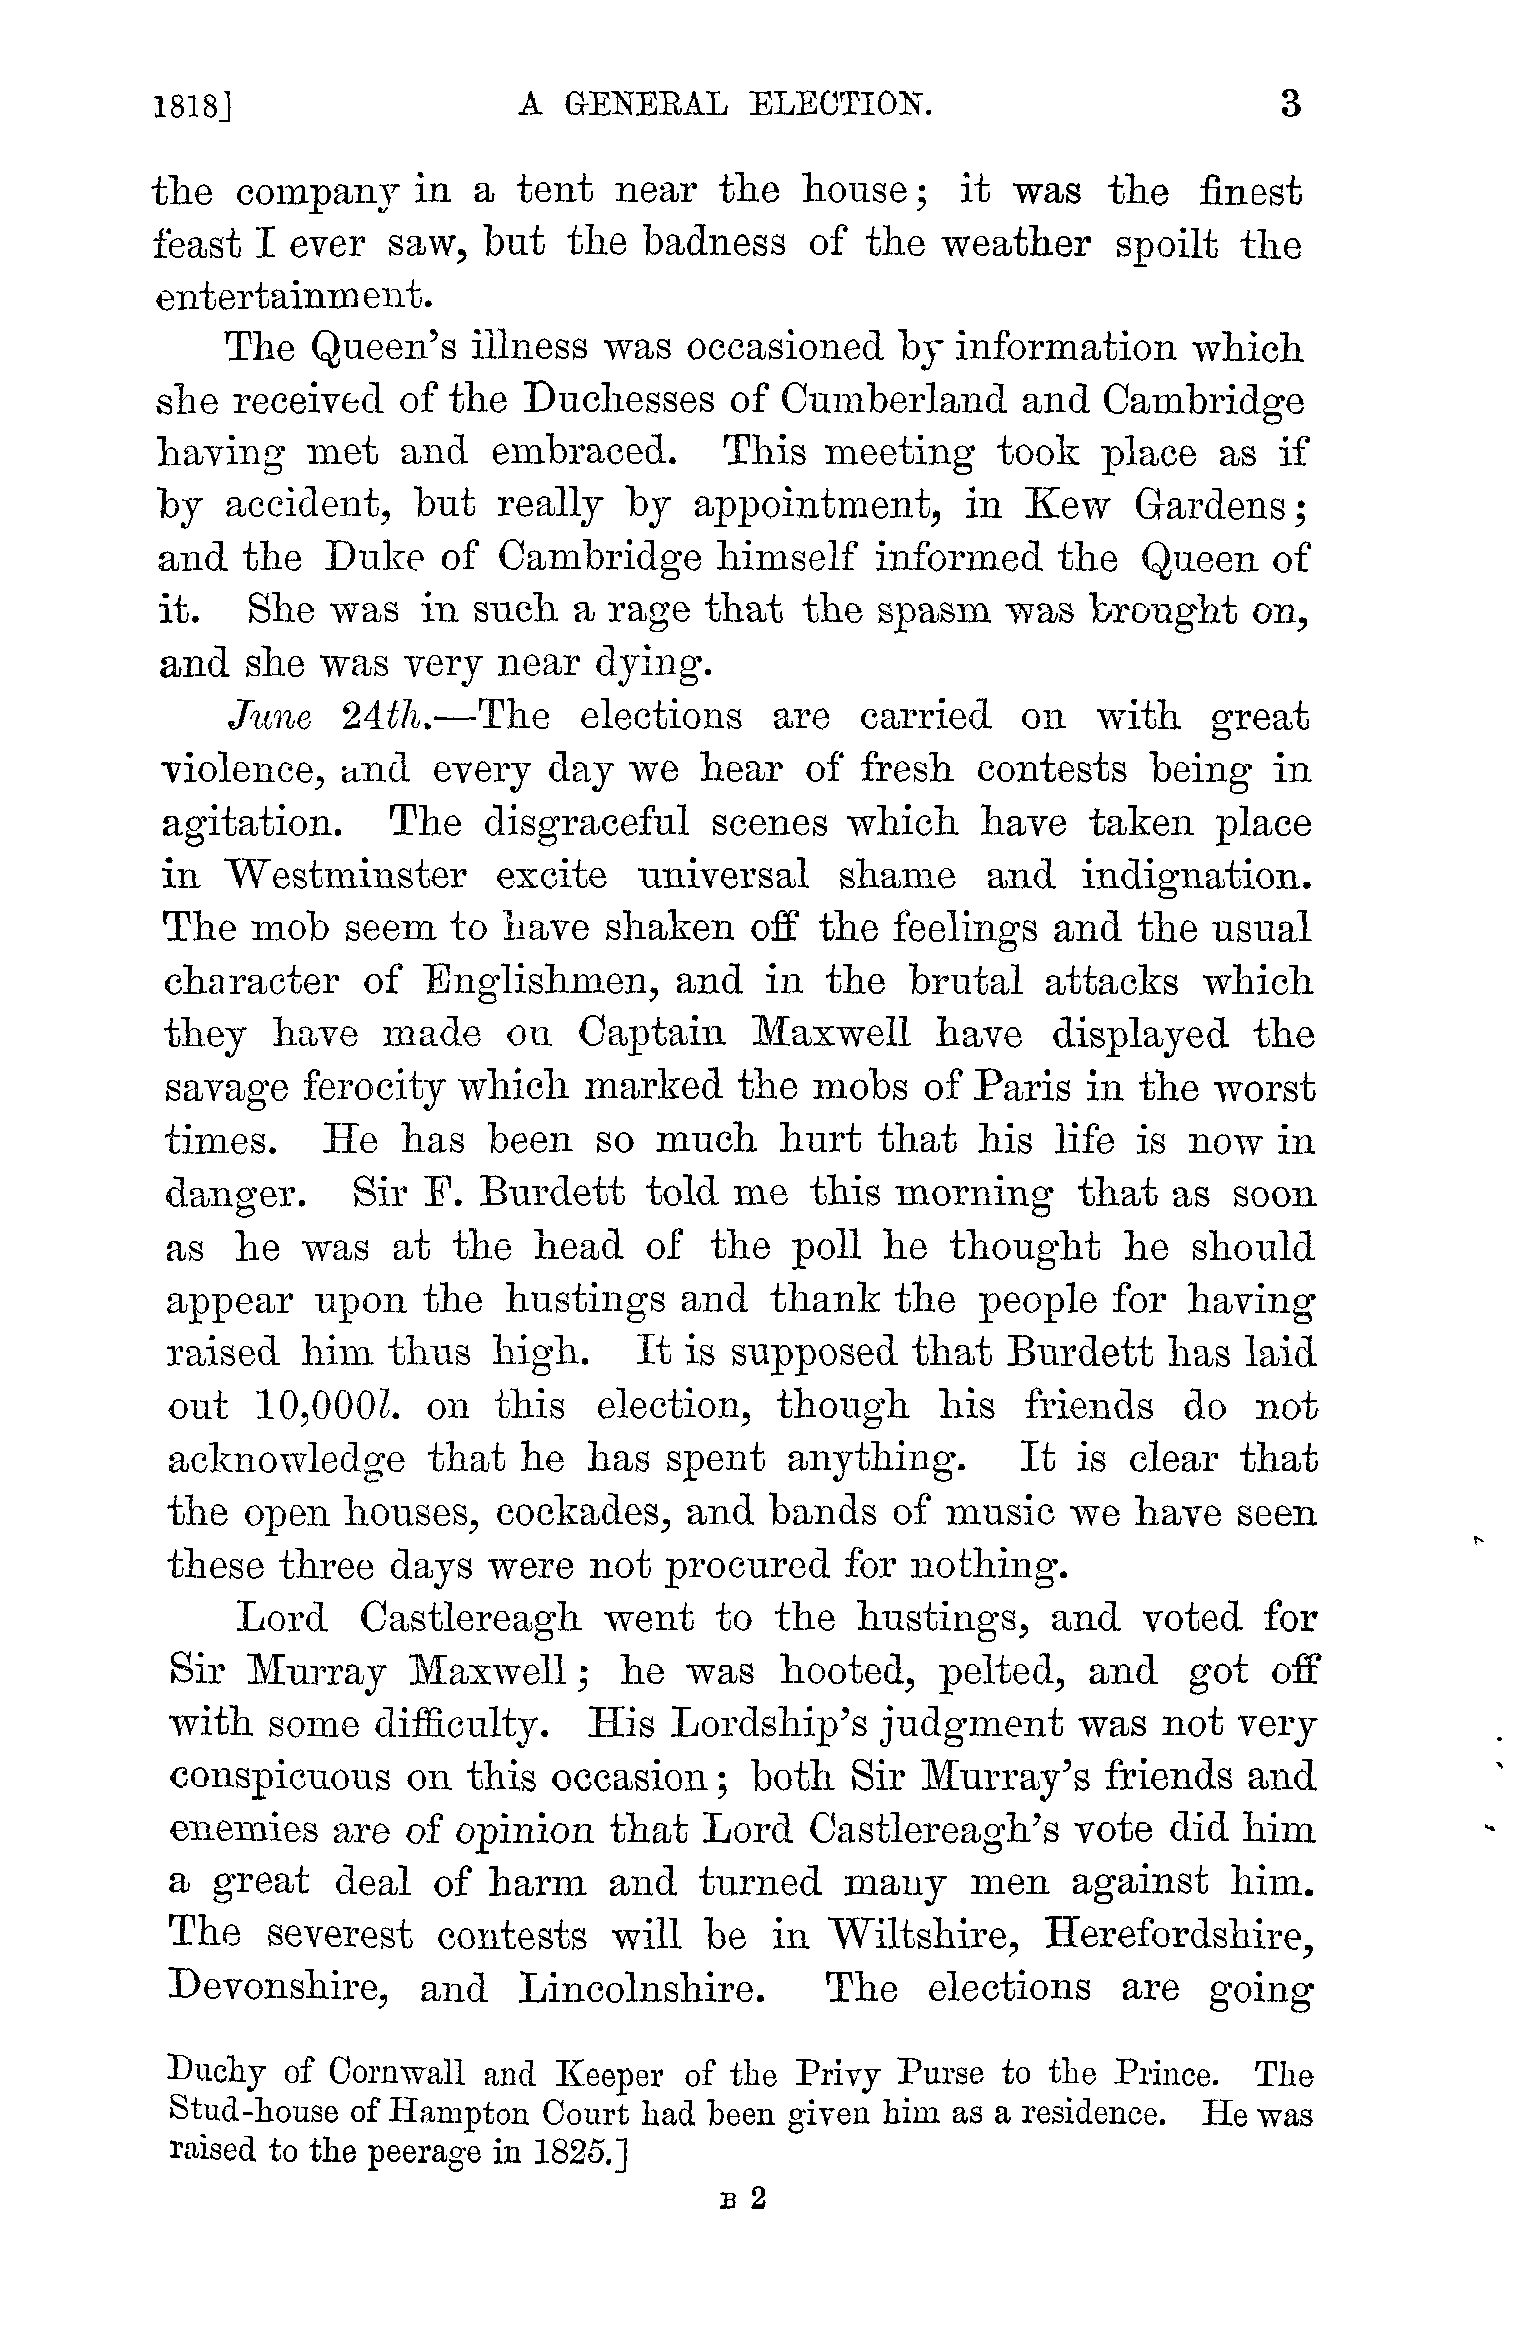 1818] A GENERAL ELECTION. 3
the company in a tent near the house; it was the finest
feast I ever saw, but the badness of the weather spoilt the
entertainment.
The Queen's illness was occasioned by information which
she received of the Duchesses of Cumberland and Cambridge
having met and embraced. This meeting took place as if
by accident, but really by appointment, in Kew Gardens;
and the Duke of Cambridge himself informed the Queen of
it. She was in such a rage that the spasm was brought on,
and she was very near dying.
June 24th.—The elections are carried on with great
violence, and every day we hear of fresh contests being in
agitation. The disgraceful scenes which have taken place
in Westminster excite universal shame and indignation.
The mob seem to have shaken off the feelings and the usual
character of Englishmen, and in the brutal attacks which
they have made on Captain Maxwell have displayed the
savage ferocity which marked the mobs of Paris in the worst
times. He has been so much hurt that his life is now in
danger. Sir F. Burdett told me this morning that as soon
as he was at the head of the poll he thought he should
appear upon the hustings and thank the people for having
raised him thus high. It is supposed that Burdett has laid
out 10,000l. on this election, though his friends do not
acknowledge that he has spent anything. It is clear that
the open houses, cockades, and bands of music we have seen
these three days were not procured for nothing.
Lord Castlereagh went to the hustings, and voted for
Sir Murray Maxwell; he was hooted, pelted, and got off
with some difficulty. His Lordship's judgment was not very
conspicuous on this occasion; both Sir Murray's friends and
enemies are of opinion that Lord Castlereagh's vote did him
a great deal of harm and turned many men against him.
The severest contests will be in Wiltshire, Herefordshire,
Devonshire, and Lincolnshire. The elections are going
Duchy of Cornwall and Keeper of the Privy Purse to the Prince. The
Stud-house of Hampton Court had been given him as a residence. He was
raised to the peerage in 1825.]
B 2